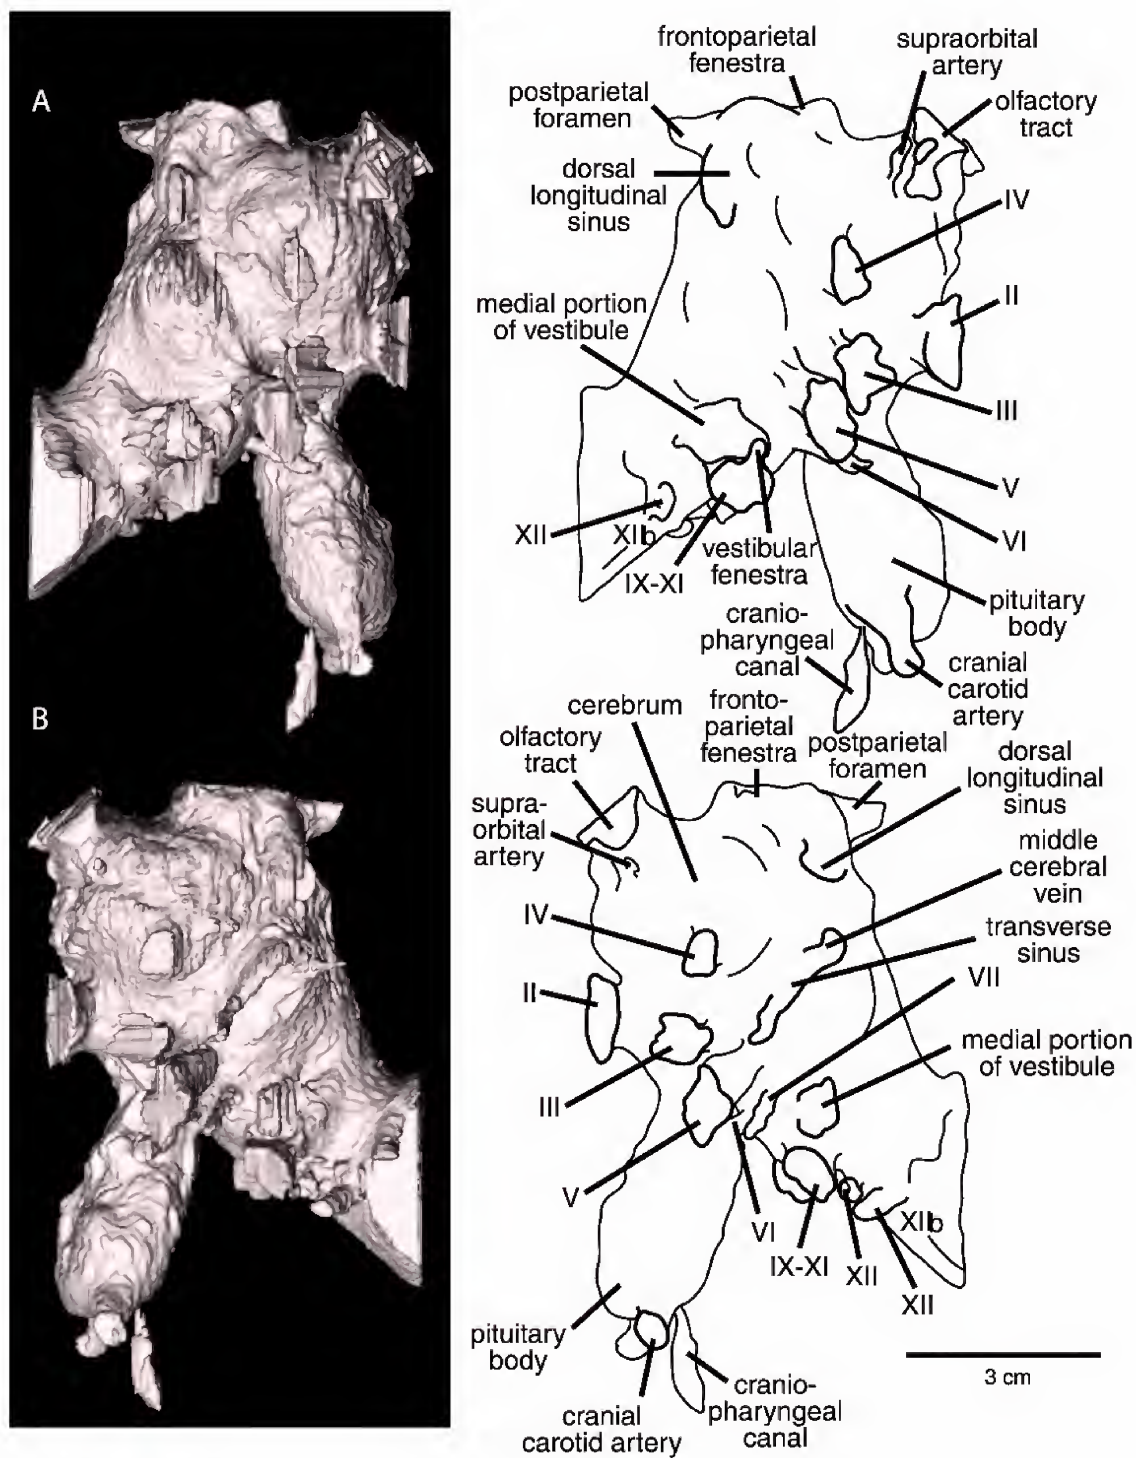 A
frontoparietal
fenestra
supraorbital
artery
postparietal
foramen
olfactory
tract
dorsal
longitudinal
sinus
IV
medial portion
of vestibule
II
III
V
XII
XIIb
VI
vestibular
fenestra
IX-XI
pituitary
body
cranio-
pharyngeal
canal
cranial
carotid
artery
B
cerebrum
fronto-
parietal
fenestra
olfactory
tract
postparietal
foramen
dorsal
longitudinal
sinus
supra-
orbital
artery
middle
cerebral
vein
IV
transverse
sinus
VII
II
medial portion
of vestibule
III
V
VI
XIIb
IX-XI
XII
XII
pituitary
body
3 cm
cranio-
pharyngeal
canal
cranial
carotid artery